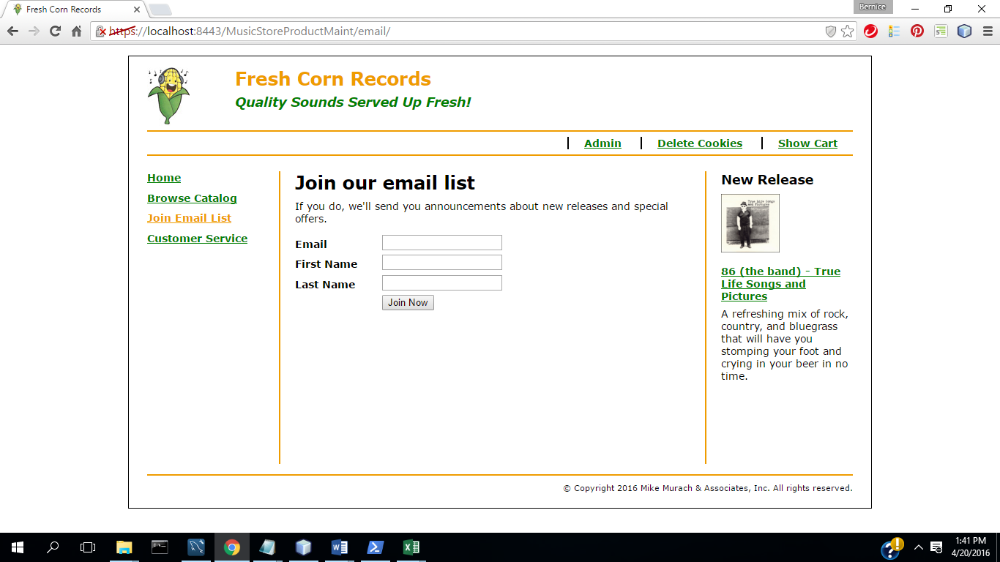 Fresh Corn Records
Bernice
https://localhost:8443/MusicStoreProductMaint/email/
Fresh Corn Records
Quality Sounds Served Up Fresh!
Admin
Delete Cookies
Show Cart
Home
Browse Catalog
Join Email List
Customer Service
Join our email list
If you do, we'll send you announcements about new releases and special
offers.
Email
First Name
Last Name
Join Now
New Release
True Life Songs
and Pictures
86 (the band) - True
Life Songs and
Pictures
A refreshing mix of rock,
country, and bluegrass
that will have you
stomping your foot and
crying in your beer in no
time.
© Copyright 2016 Mike Murach & Associates, Inc. All rights reserved.
1:41 PM
4/20/2016